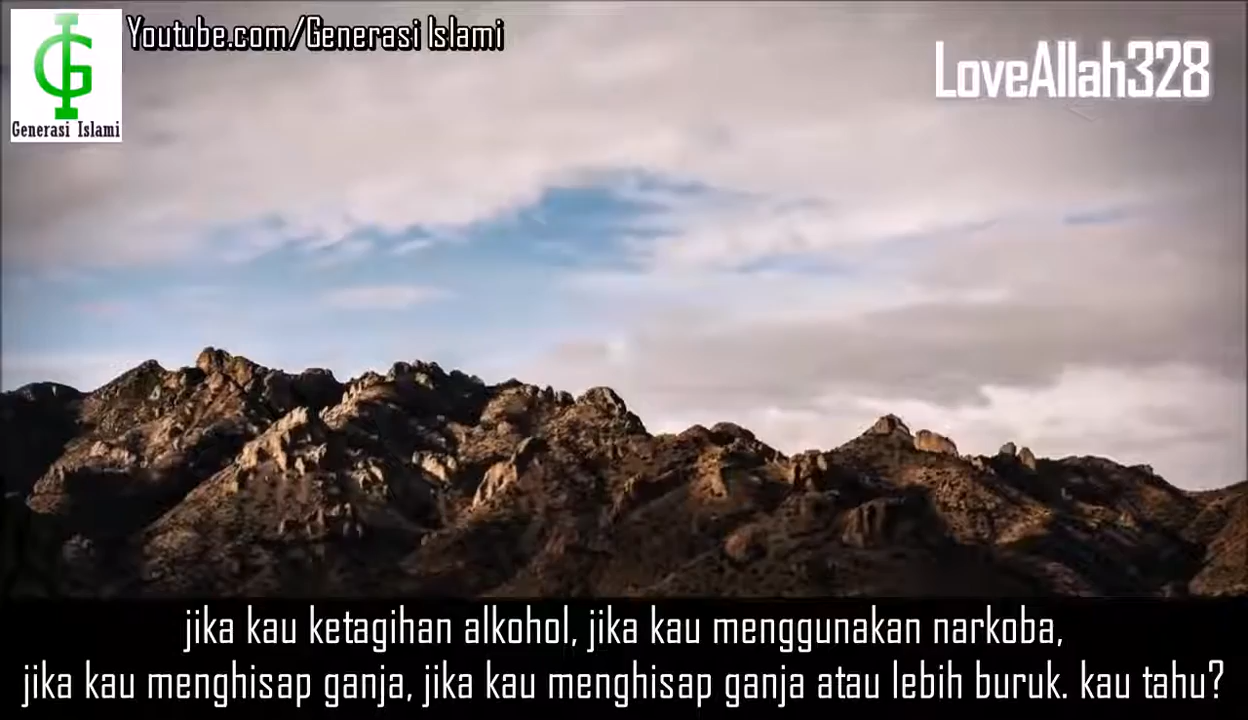 Youtube.com/Generasi Islami
LoveAllah328
GI
Generasi Islami
jika kau ketagihan alkohol, jika kau menggunakan narkoba,
jika kau menghisap ganja, jika kau menghisap ganja atau lebih buruk. kau tahu?